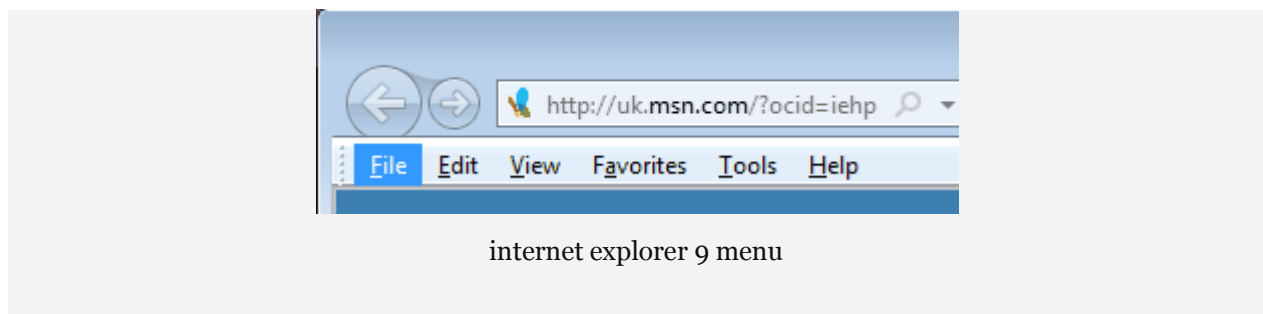 http://uk.msn.com/?ocid=iehp
File Edit View Favorites Tools Help
internet explorer 9 menu